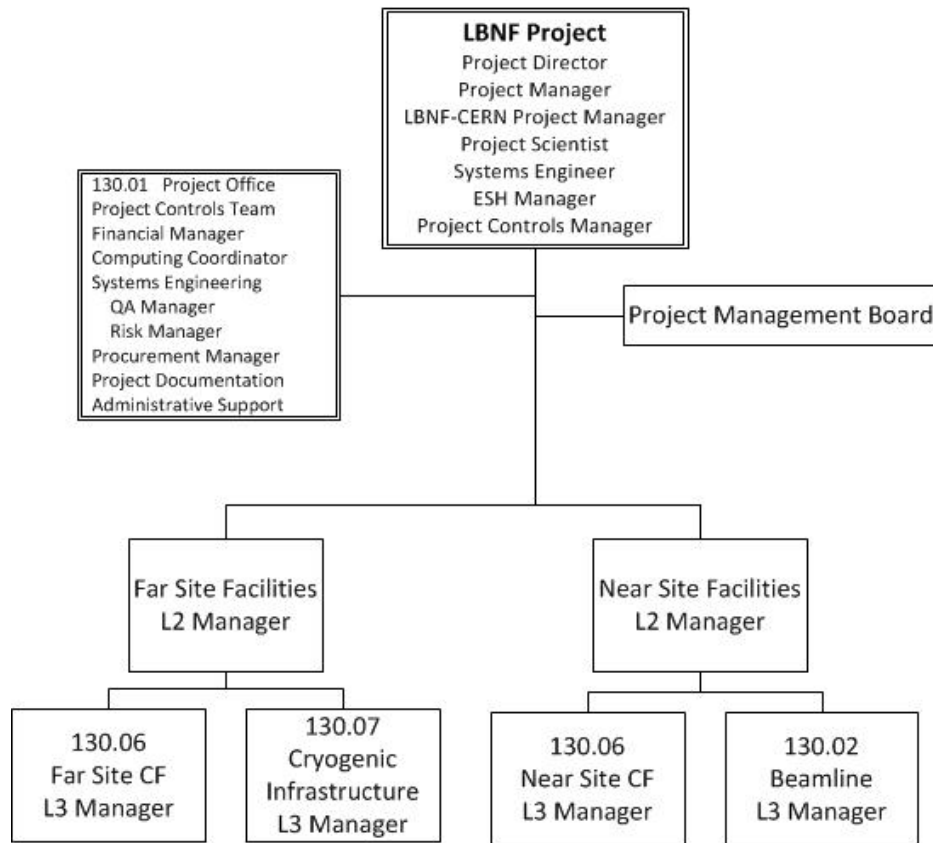 LBNF Project
Project Director
Project Manager
LBNF-CERN Project Manager
Project Scientist
Systems Engineer
ESH Manager
Project Controls Manager
130.01 Project Office
Project Controls Team
Financial Manager
Computing Coordinator
Systems Engineering
QA Manager
Risk Manager
Procurement Manager
Project Documentation
Administrative Support
Project Management Board
Far Site Facilities
L2 Manager
Near Site Facilities
L2 Manager
130.06
Far Site CF
L3 Manager
130.07
Cryogenic
Infrastructure
L3 Manager
130.06
Near Site CF
L3 Manager
130.02
Beamline
L3 Manager